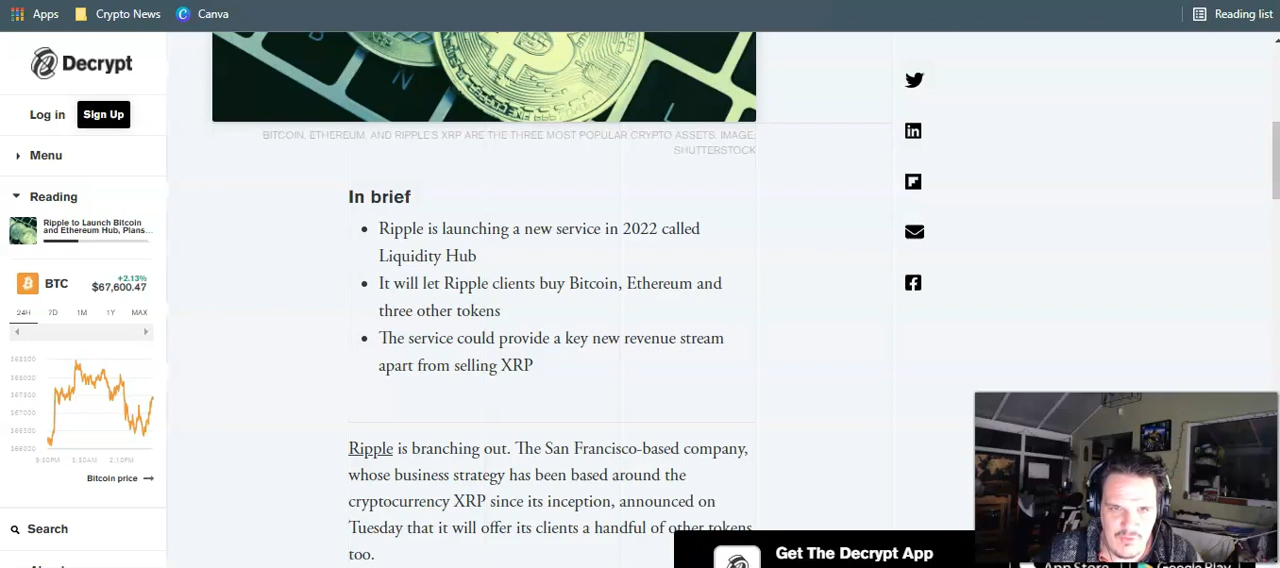 Apps
Crypto News
Canva
Reading list
Decrypt
Log in
Sign Up
Menu
Reading
Ripple to Launch Bitcoin
and Ethereum Hub, Plans...
BTC
+2.13%
$67,600.47
24H 7D 1M 1Y MAX
Bitcoin price
Search
BITCOIN, ETHEREUM, AND RIPPLE'S XRP ARE THE THREE MOST POPULAR CRYPTO ASSETS. IMAGE:
SHUTTERSTOCK
In brief
Ripple is launching a new service in 2022 called
Liquidity Hub
It will let Ripple clients buy Bitcoin, Ethereum and
three other tokens
The service could provide a key new revenue stream
apart from selling XRP
Ripple is branching out. The San Francisco-based company,
whose business strategy has been based around the
cryptocurrency XRP since its inception, announced on
Tuesday that it will offer its clients a handful of other tokens
too.
Get The Decrypt App
App Store
Google Play